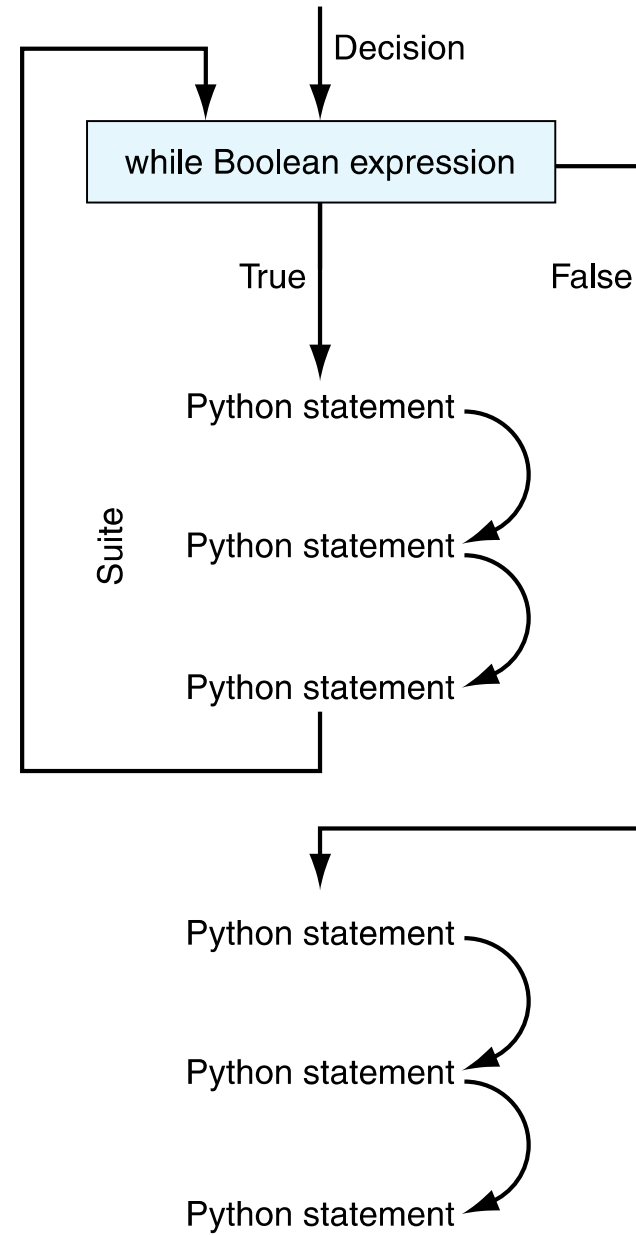 Decision
while Boolean expression
True
False
Python statement
Suite
Python statement
Python statement
Python statement
Python statement
Python statement